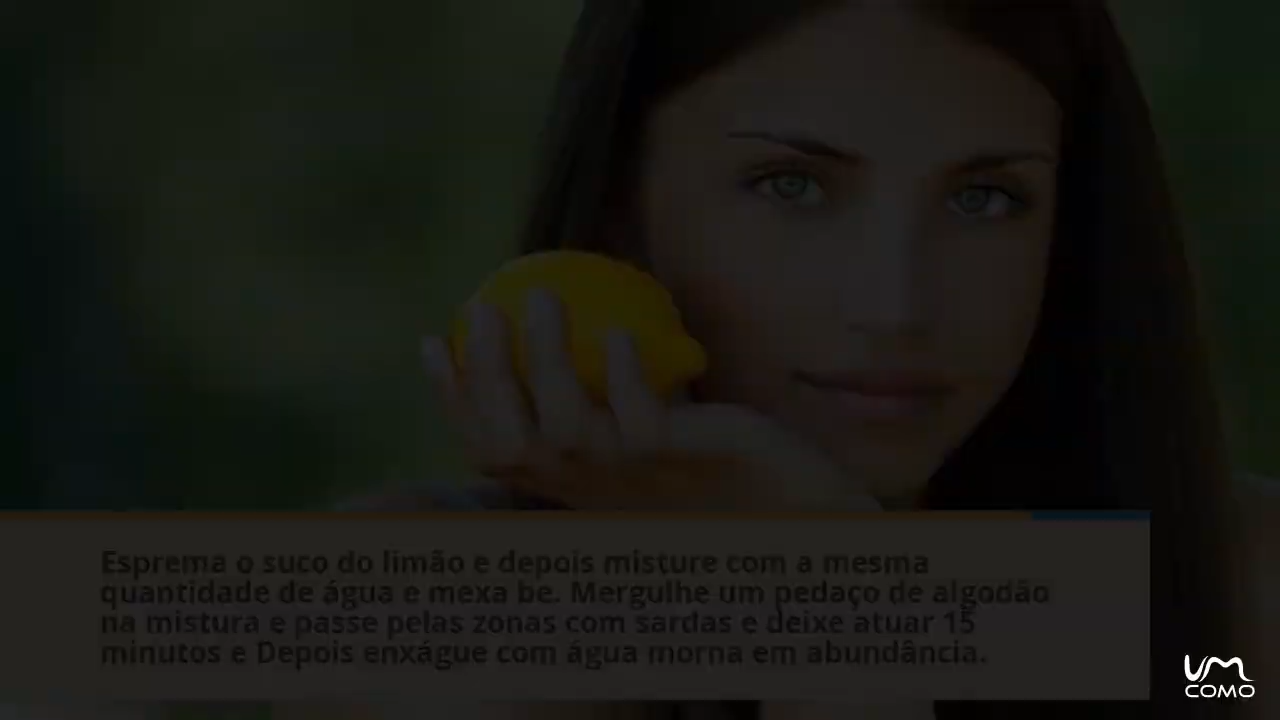 Esprema o suco do limão e depois misture com a mesma
quantidade de água e mexa be. Mergulhe um pedaço de algodão
na mistura e passe pelas zonas com sardas e deixe atuar 15
minutos e Depois enxágue com água morna em abundância.
UM
COMO